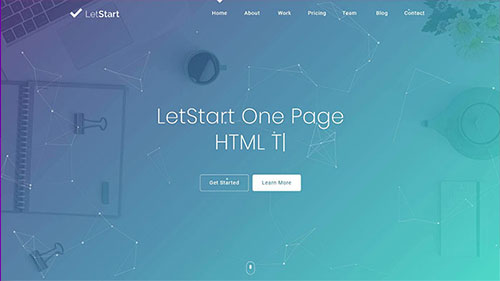 LetStart
Home About Work Pricing Team Blog Contact
LetStart One Page
HTML T|
Get Started Learn More